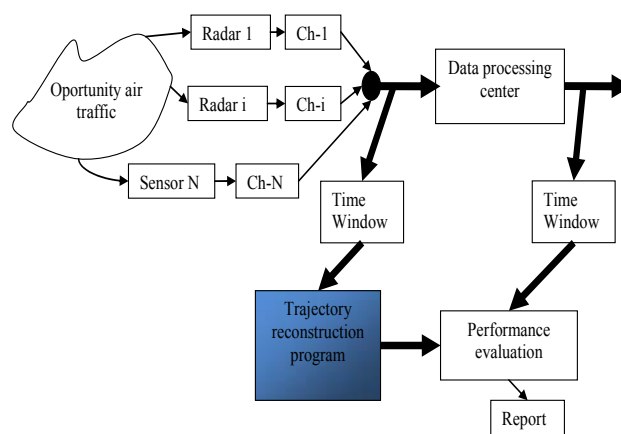 Radar 1
Ch-1
Oportunity air
traffic
Radar i
Ch-i
Data processing
center
Sensor N
Ch-N
Time
Window
Time
Window
Trajectory
reconstruction
program
Performance
evaluation
Report